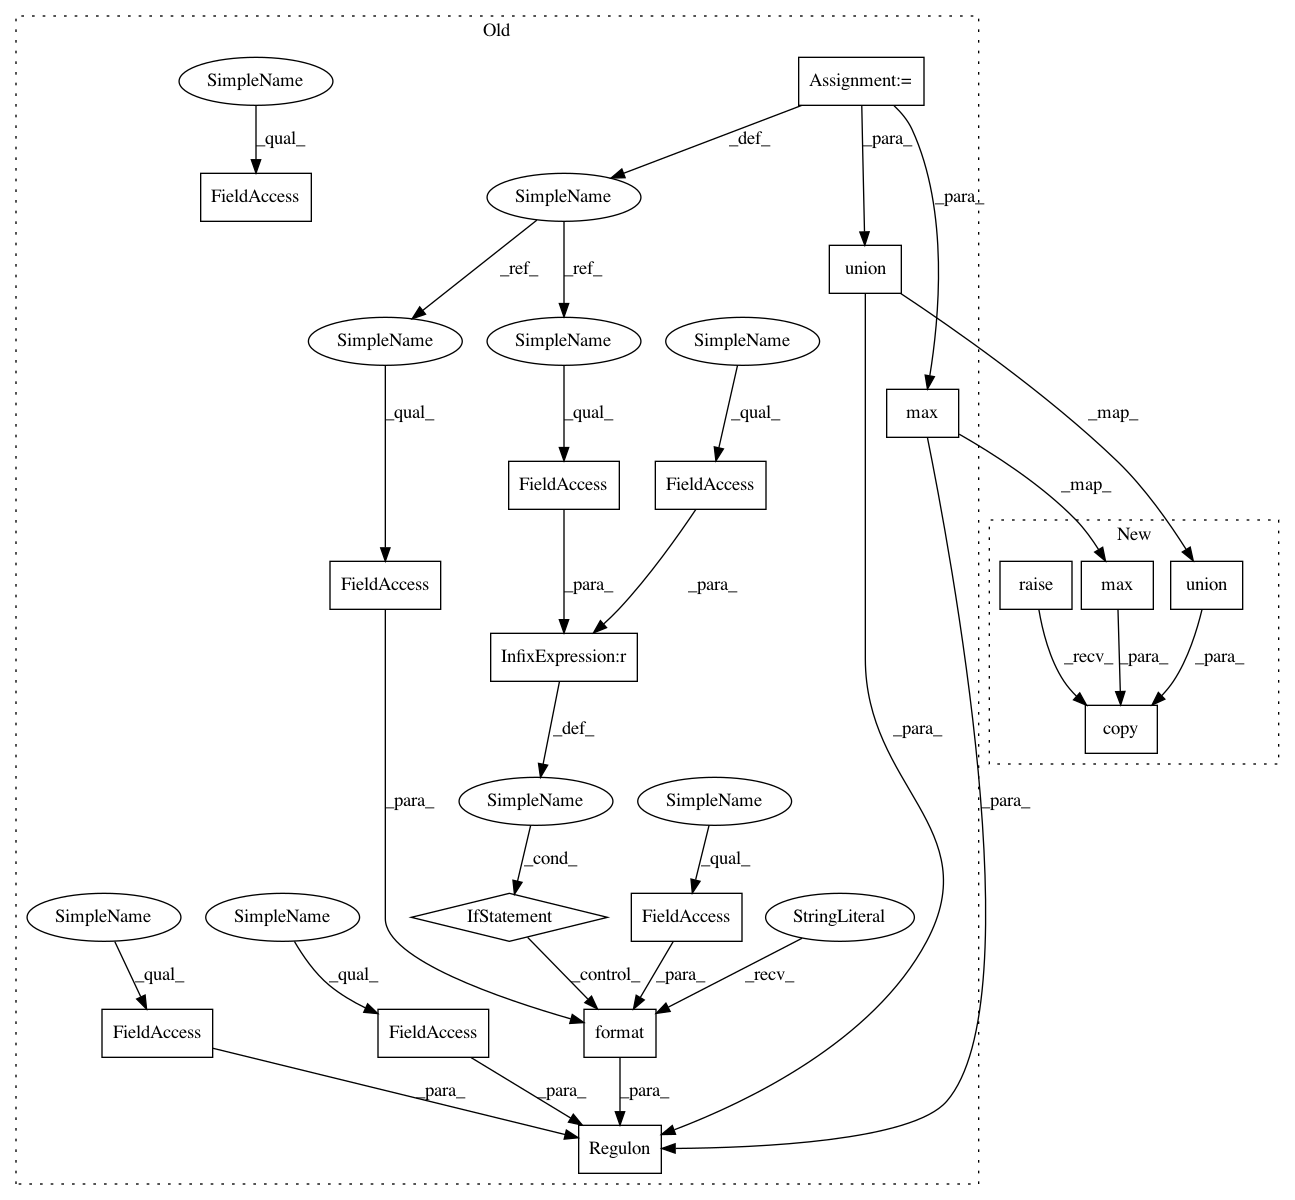 Old
SimpleName
Assignment:=
_qual_
_def_
_para_
FieldAccess
SimpleName
_para_
_ref_
_ref_
union
SimpleName
SimpleName
SimpleName
_qual_
_qual_
_qual_
max
_map_
FieldAccess
FieldAccess
_map_
New
FieldAccess
_para_
_para_
raise
max
union
InfixExpression:r
_recv_
_para_
_para_
_def_
_para_
copy
SimpleName
SimpleName
_para_
_para_
_cond_
_qual_
SimpleName
SimpleName
IfStatement
FieldAccess
StringLiteral
_qual_
_qual_
_control_
_para_
_recv_
FieldAccess
FieldAccess
format
_para_
_para_
_para_
Regulon